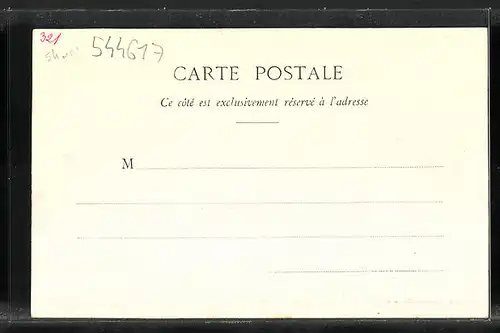 321
544617
CARTE POSTALE
Ce côté est exclusivement réservé à l'adresse
M